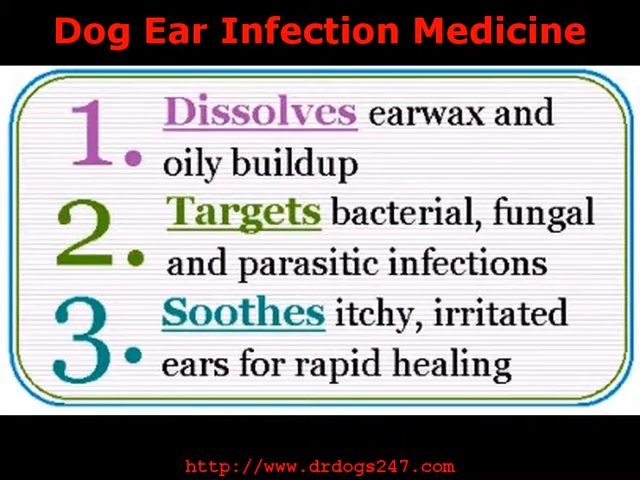 Dog Ear Infection Medicine
1. Dissolves earwax and
oily buildup
2. Targets bacterial, fungal
and parasitic infections
3. Soothes itchy, irritated
ears for rapid healing
http://www.drdogs247.com